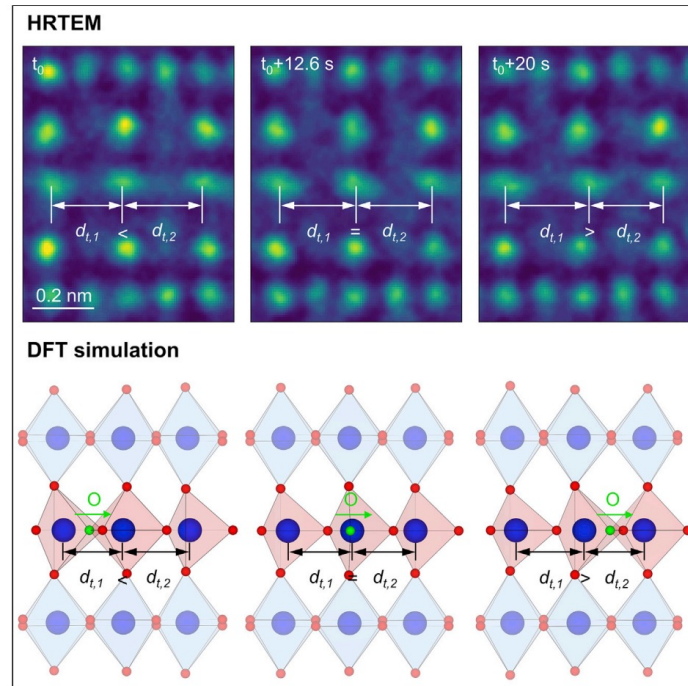 HRTEM
t0 t0+12.6 s t0+20 s
dt,1 < dt,2 dt,1 = dt,2 dt,1 > dt,2
0.2 nm
DFT simulation
O O O
dt,1 < dt,2 dt,1 = dt,2 dt,1 > dt,2